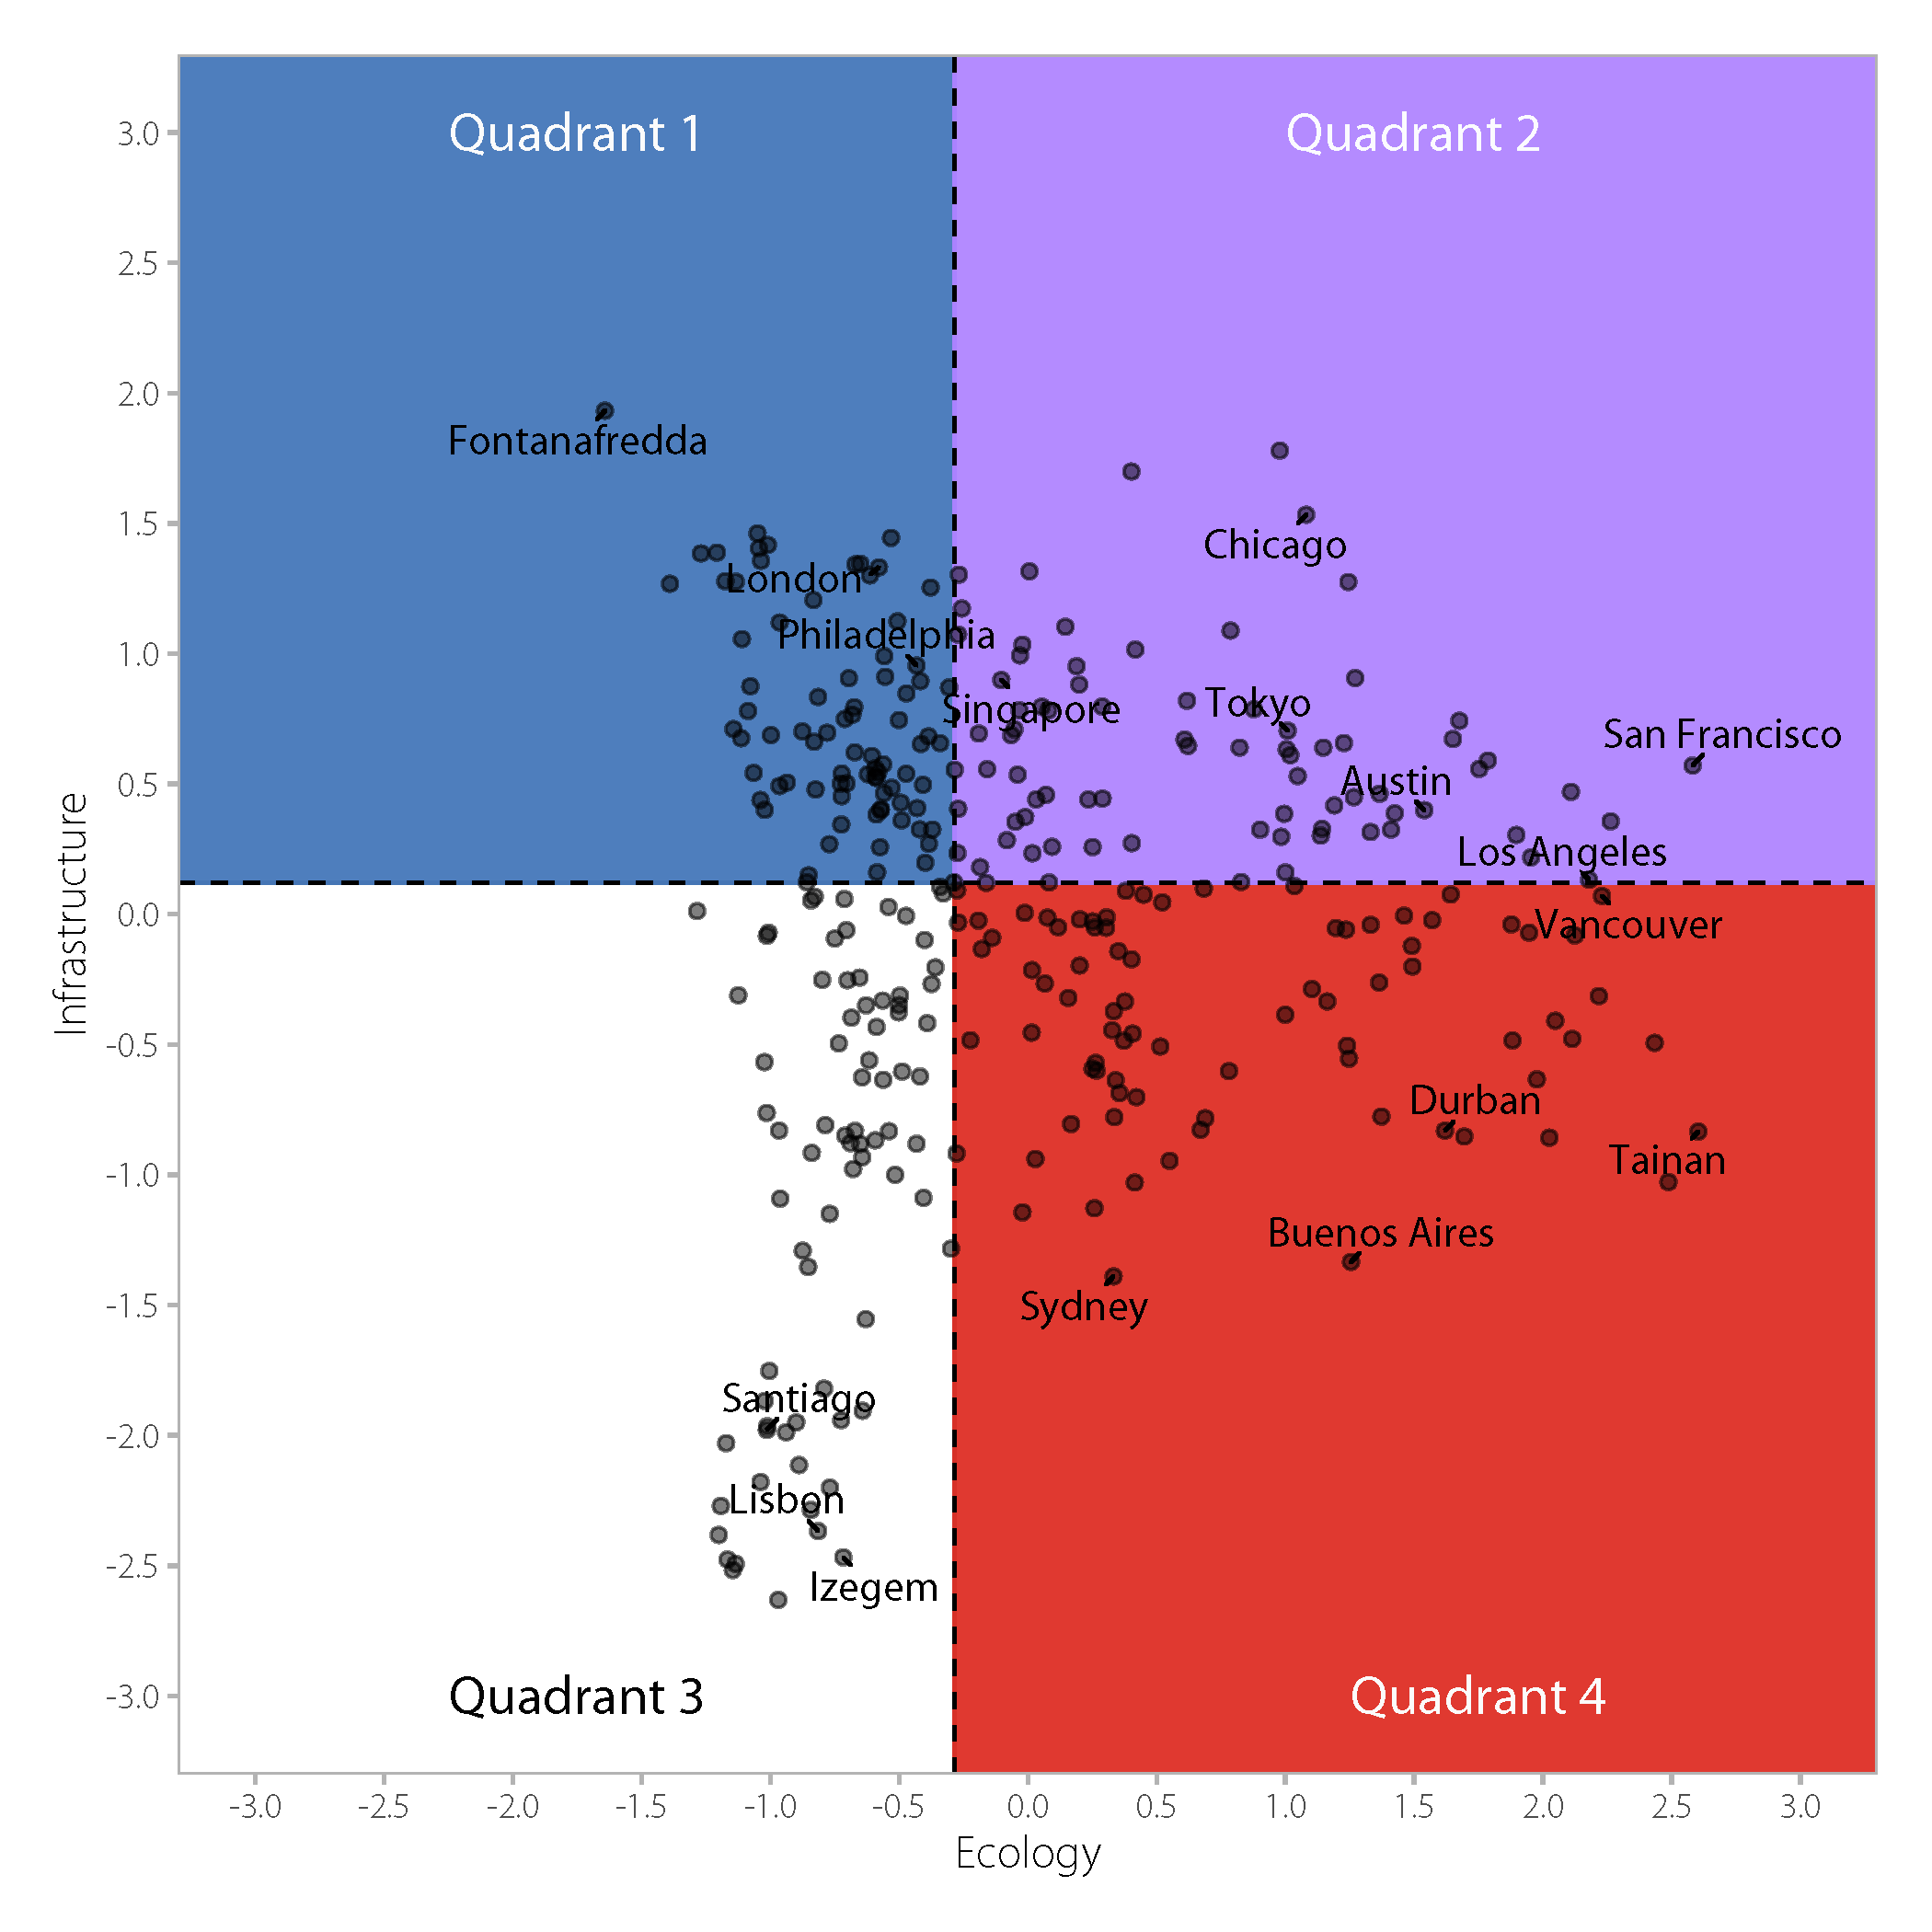 Quadrant 1
Quadrant 2
3.0
2.5
2.0
1.5
1.0
0.5
0.0
-0.5
-1.0
-1.5
-2.0
-2.5
-3.0
Infrastructure
Fontanafredda
Chicago
London
Philadelphia
Singapore
Tokyo
San Francisco
Austin
Los Angeles
Vancouver
Durban
Tainan
Buenos Aires
Sydney
Santiago
Lisbon
Izegem
Quadrant 3
Quadrant 4
-3.0 -2.5 -2.0 -1.5 -1.0 -0.5 0.0 0.5 1.0 1.5 2.0 2.5 3.0
Ecology